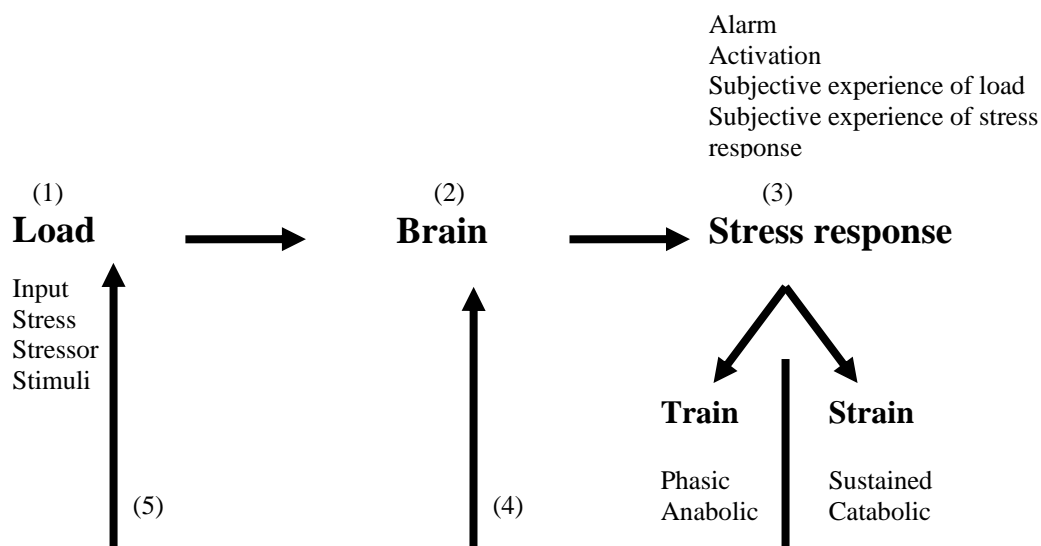 Alarm
Activation
Subjective experience of load
Subjective experience of stress
response
(1)
Load
Input
Stress
Stressor
Stimuli
(2)
Brain
(3)
Stress response
Train
Phasic
Anabolic
Strain
Sustained
Catabolic
(5)
(4)